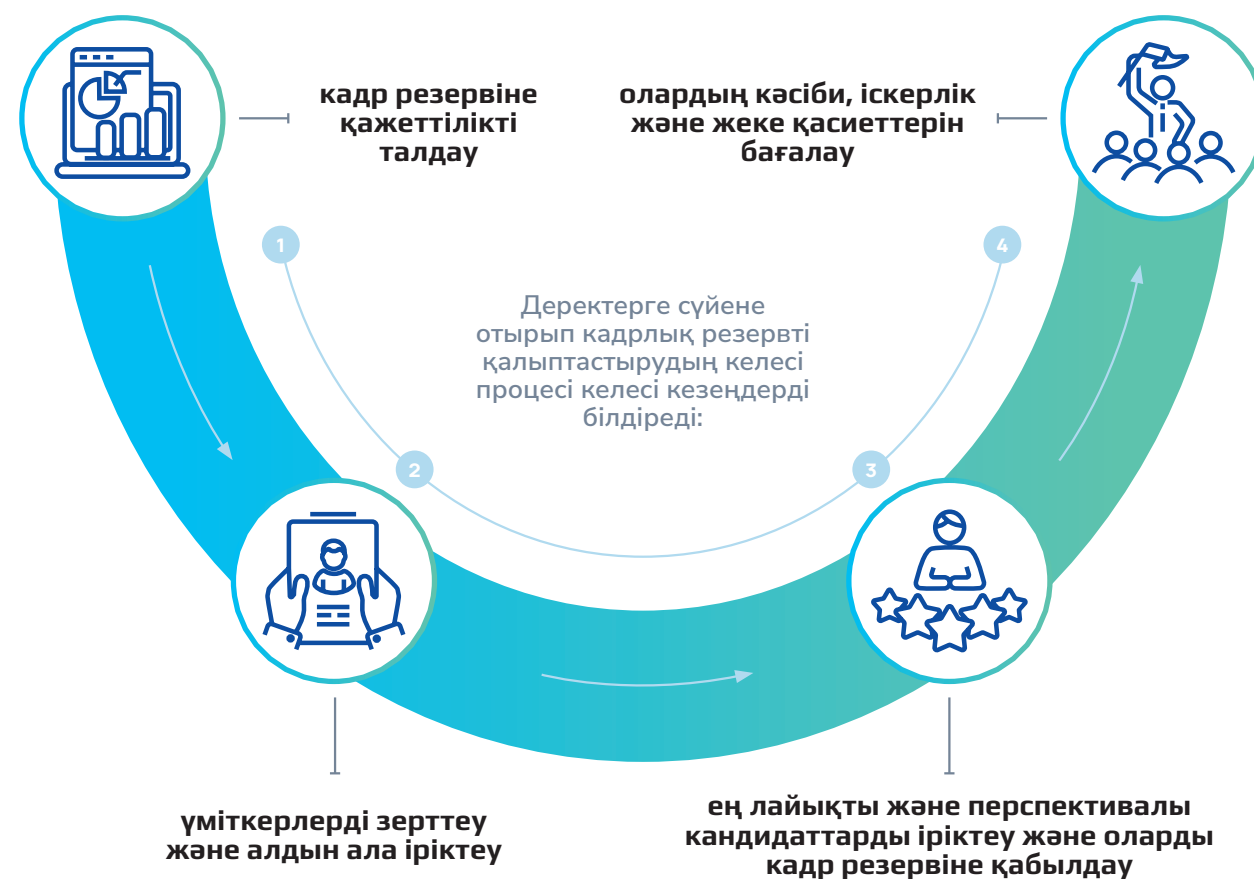 кадр резервіне
қажеттілікті
талдау
олардың кәсіби, іскерлік
және жеке қасиеттерін
бағалау
1
4
Деректерге сүйене
отырып кадрлық резервті
қалыптастырудың келесі
процесі келесі кезеңдерді
білдіреді:
2
3
үміткерлерді зерттеу
және алдын ала іріктеу
ең лайықты және перспективалы
кандидаттарды іріктеу және оларды
кадр резервіне қабылдау